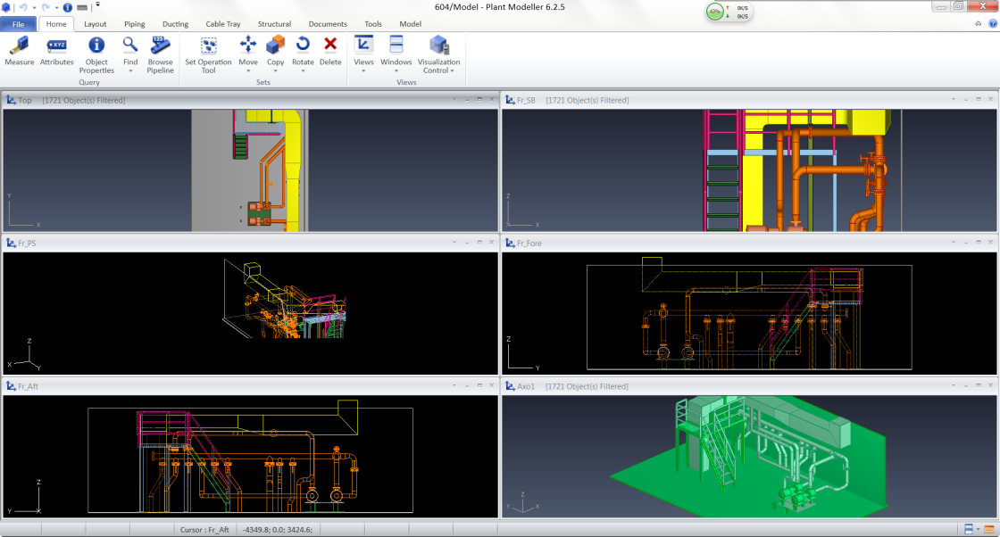 604/Model - Plant Modeller 6.2.5
43%
0K/S
0K/S
File Home Layout Piping Ducting Cable Tray Structural Documents Tools Model
XYZ
123
Measure Attributes Object Properties Find Browse Pipeline Set Operation Tool Move Copy Rotate Delete Views Windows Visualization Control
Query Sets Views
Top [1721 Object(s) Filtered]
Y
X
Fr_SB [1721 Object(s) Filtered]
Z
X
Fr_PS
Z
X Y
Fr_Fore
Z
Y
Fr_Aft
Z
Y X
Axo1 [1721 Object(s) Filtered]
Z
Y X
Cursor : Fr_Aft -4349.8; 0.0; 3424.6;